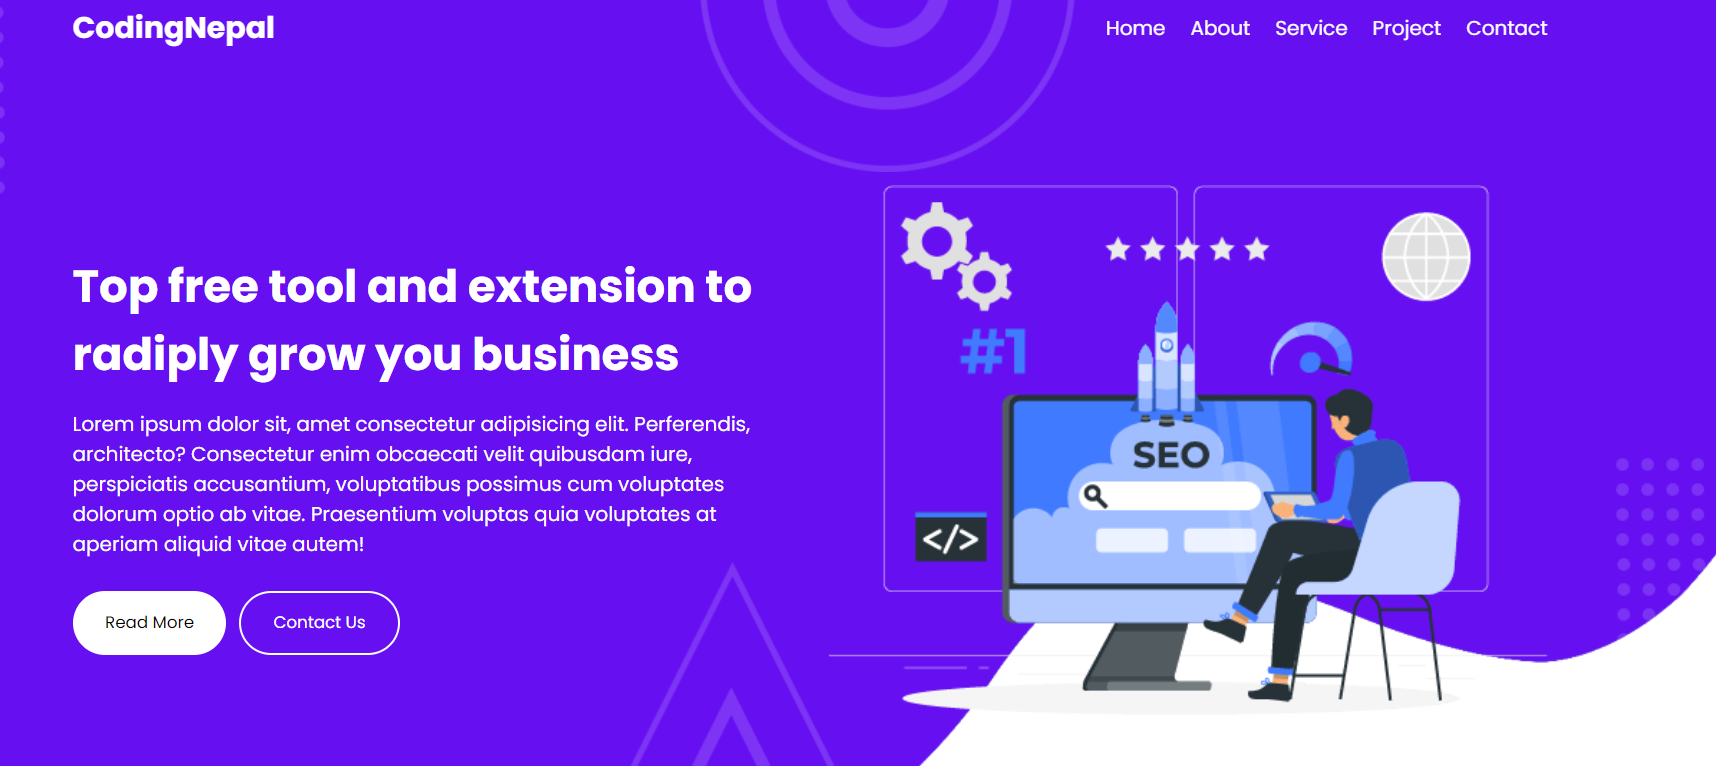 CodingNepal
Home About Service Project Contact
Top free tool and extension to
radiply grow you business
Lorem ipsum dolor sit, amet consectetur adipisicing elit. Perferendis,
architecto? Consectetur enim obcaecati velit quibusdam iure,
perspiciatis accusantium, voluptatibus possimus cum voluptates
dolorum optio ab vitae. Praesentium voluptas quia voluptates at
aperiam aliquid vitae autem!
Read More Contact Us
#1
SEO
</>